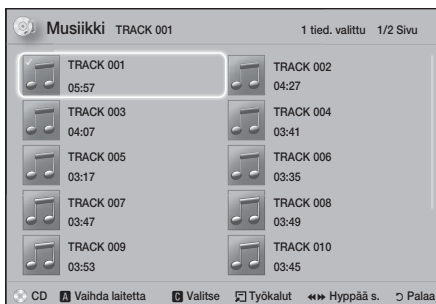 Musiikki TRACK 001 1 tied. valittu 1/2 Sivu
TRACK 001 TRACK 002
05:57 04:27
TRACK 003 TRACK 004
04:07 03:41
TRACK 005 TRACK 006
03:17 03:35
TRACK 007 TRACK 008
03:47 03:49
TRACK 009 TRACK 010
03:53 03:45
CD A Vaihda laitetta C Valitse Työkalut Hyppää s. Palaa